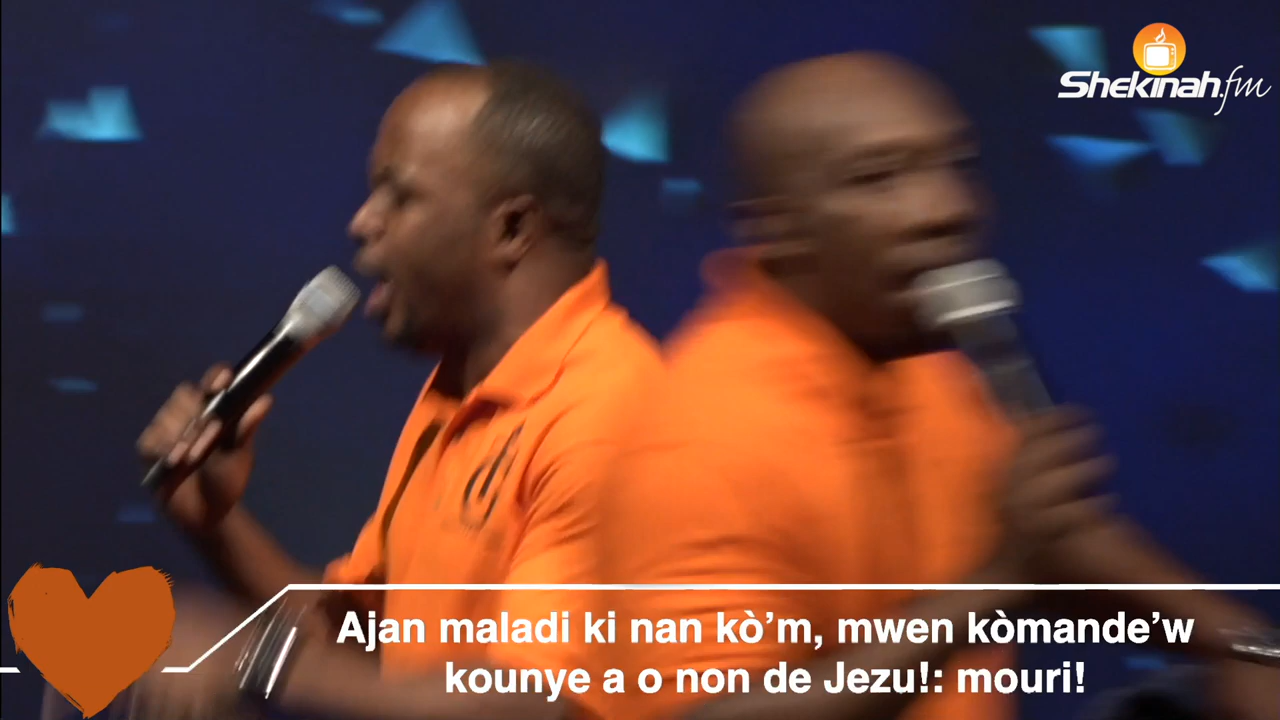 Shekinah.fm
Ajan maladi ki nan kò’m, mwen kòmande’w
kounye a o non de Jezu!: mouri!